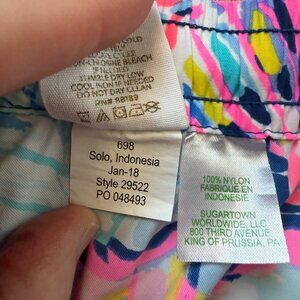 COLD
CHLORINE BLEACH
IF NEEDED
TUMBLE DRY LOW
COOL IRON IF NEEDED
DO NOT DRY CLEAN
698
Solo, Indonesia
Jan-18
Style 29522
PO 048493
100% NYLON
FABRIQUE EN
INDONESIE
SUGARTOWN
WORLDWIDE, LLC
800 THIRD AVENUE
KING OF PRUSSIA, PA